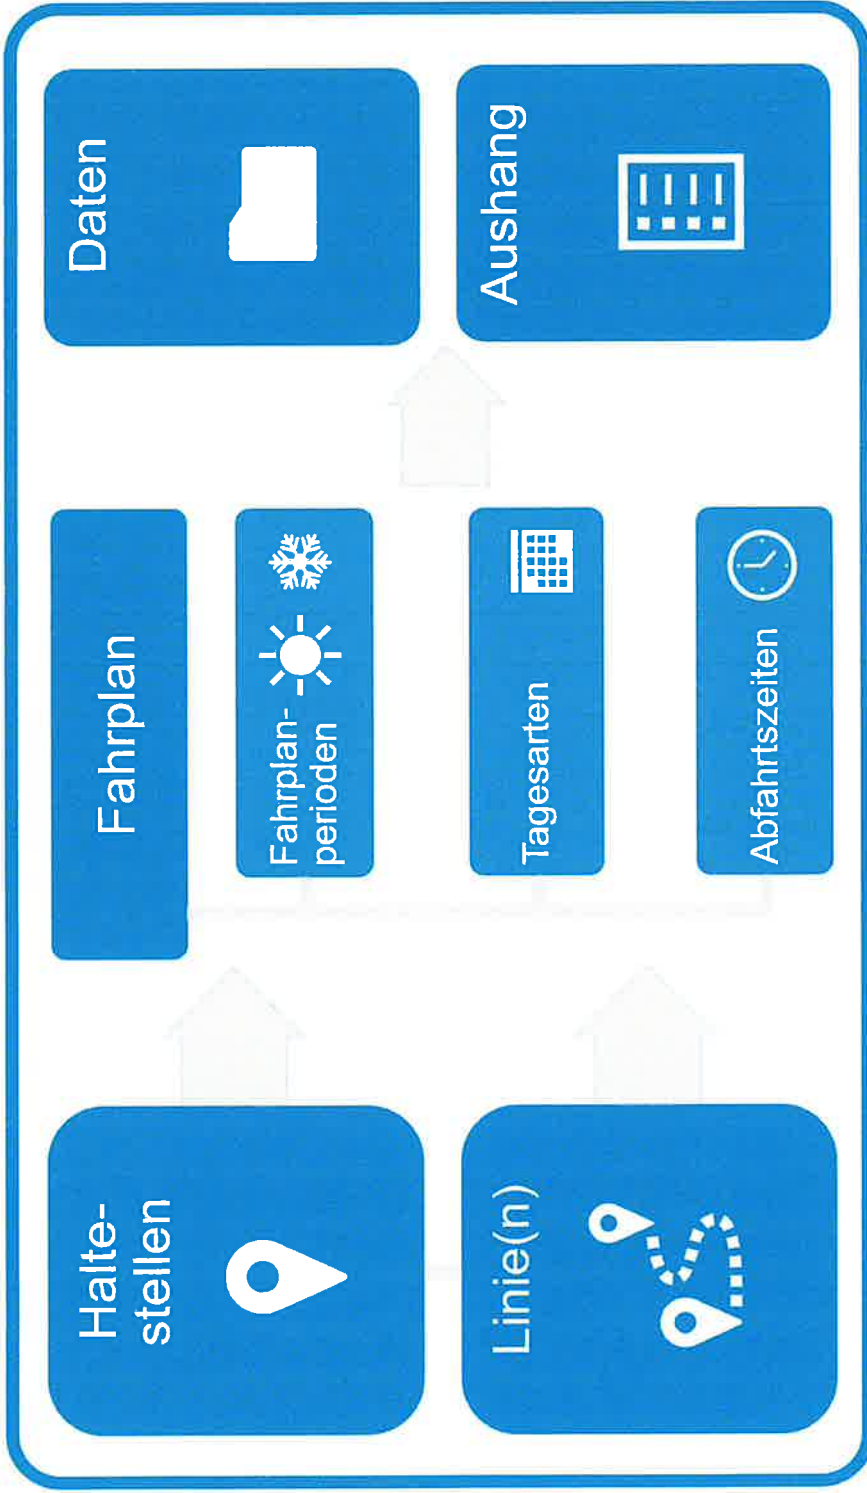 Halte-
stellen
Linie(n)
Fahrplan
Fahrplan-
perioden
Tagesarten
Abfahrtszeiten
Daten
Aushang